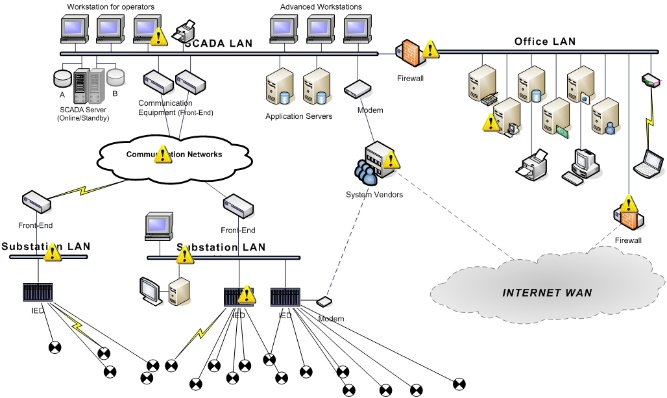 Workstation for operators
Advanced Workstations
SCADA LAN
Office LAN
Firewall
A
B
SCADA Server
(Online/Standby)
Communication
Equipment (Front-End)
Application Servers
Modem
Communication Networks
System Vendors
Front-End
Front-End
Firewall
Substation LAN
Substation LAN
INTERNET WAN
IED
IED
IED
Modem